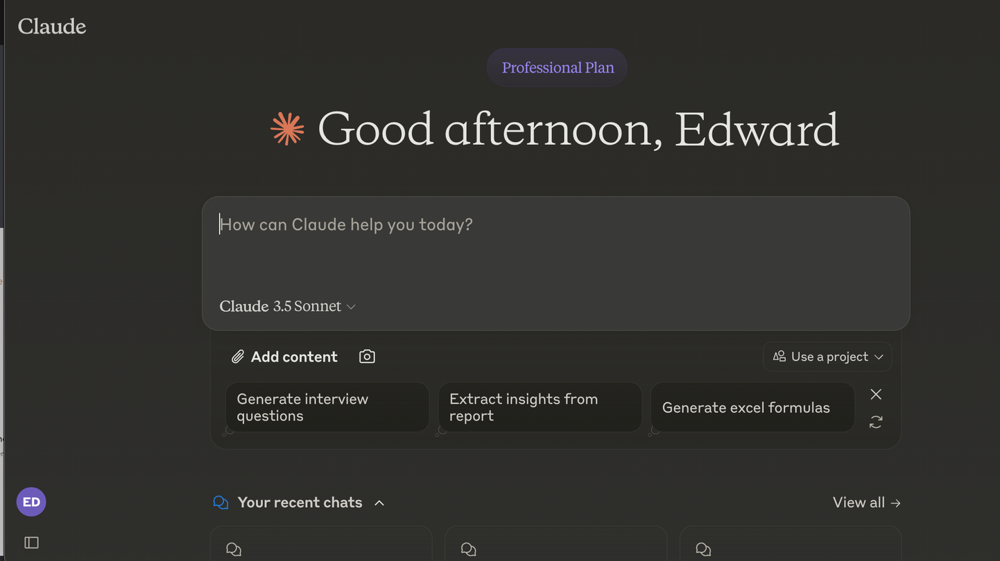 Claude
Professional Plan
Good afternoon, Edward
How can Claude help you today?
Claude 3.5 Sonnet
Add content
Use a project
Generate interview
questions
Extract insights from
report
Generate excel formulas
ED
Your recent chats
View all →